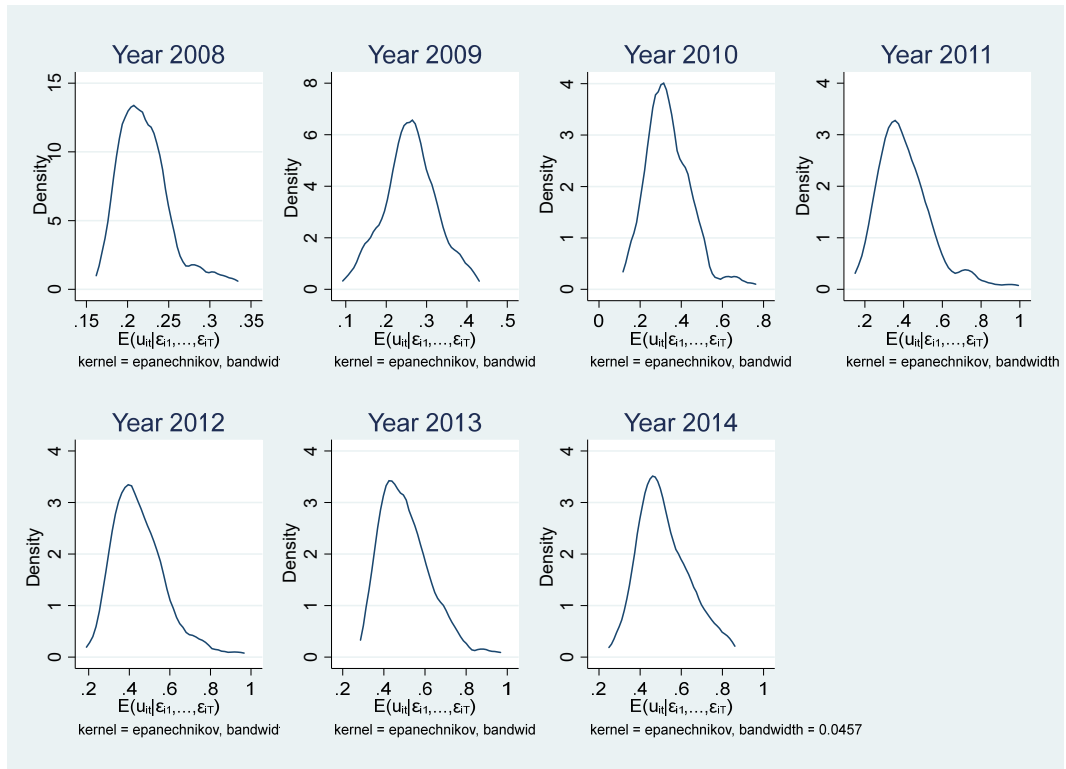 Year 2008
Year 2009
Year 2010
Year 2011
Density
0
5
10
15
.15
.2
.25
.3
.35
E(uᵢₜ|εᵢ₁,...,εᵢT)
kernel = epanechnikov, bandwidt
Density
0
2
4
6
8
.1
.2
.3
.4
.5
E(uᵢₜ|εᵢ₁,...,εᵢT)
kernel = epanechnikov, bandwid
Density
0
1
2
3
4
0
.2
.4
.6
.8
E(uᵢₜ|εᵢ₁,...,εᵢT)
kernel = epanechnikov, bandwid
Density
0
1
2
3
4
.2
.4
.6
.8
1
E(uᵢₜ|εᵢ₁,...,εᵢT)
kernel = epanechnikov, bandwidth
Year 2012
Year 2013
Year 2014
Density
0
1
2
3
4
.2
.4
.6
.8
1
E(uᵢₜ|εᵢ₁,...,εᵢT)
kernel = epanechnikov, bandwidt
Density
0
1
2
3
4
.2
.4
.6
.8
1
E(uᵢₜ|εᵢ₁,...,εᵢT)
kernel = epanechnikov, bandwid
Density
0
1
2
3
4
.2
.4
.6
.8
1
E(uᵢₜ|εᵢ₁,...,εᵢT)
kernel = epanechnikov, bandwidth = 0.0457